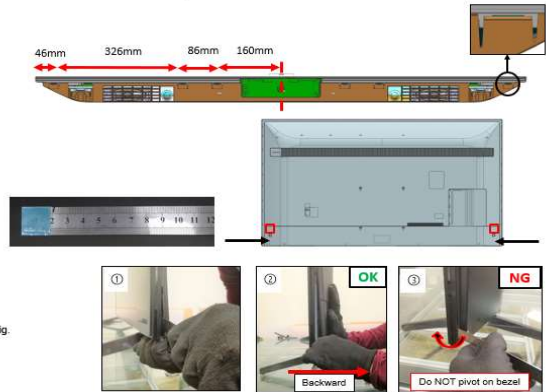 46mm
326mm
86mm
160mm
2 3 4 5 6 7 8 9 10 11 12
① 
②
OK
③
NG
ig.
Backward
Do NOT pivot on bezel